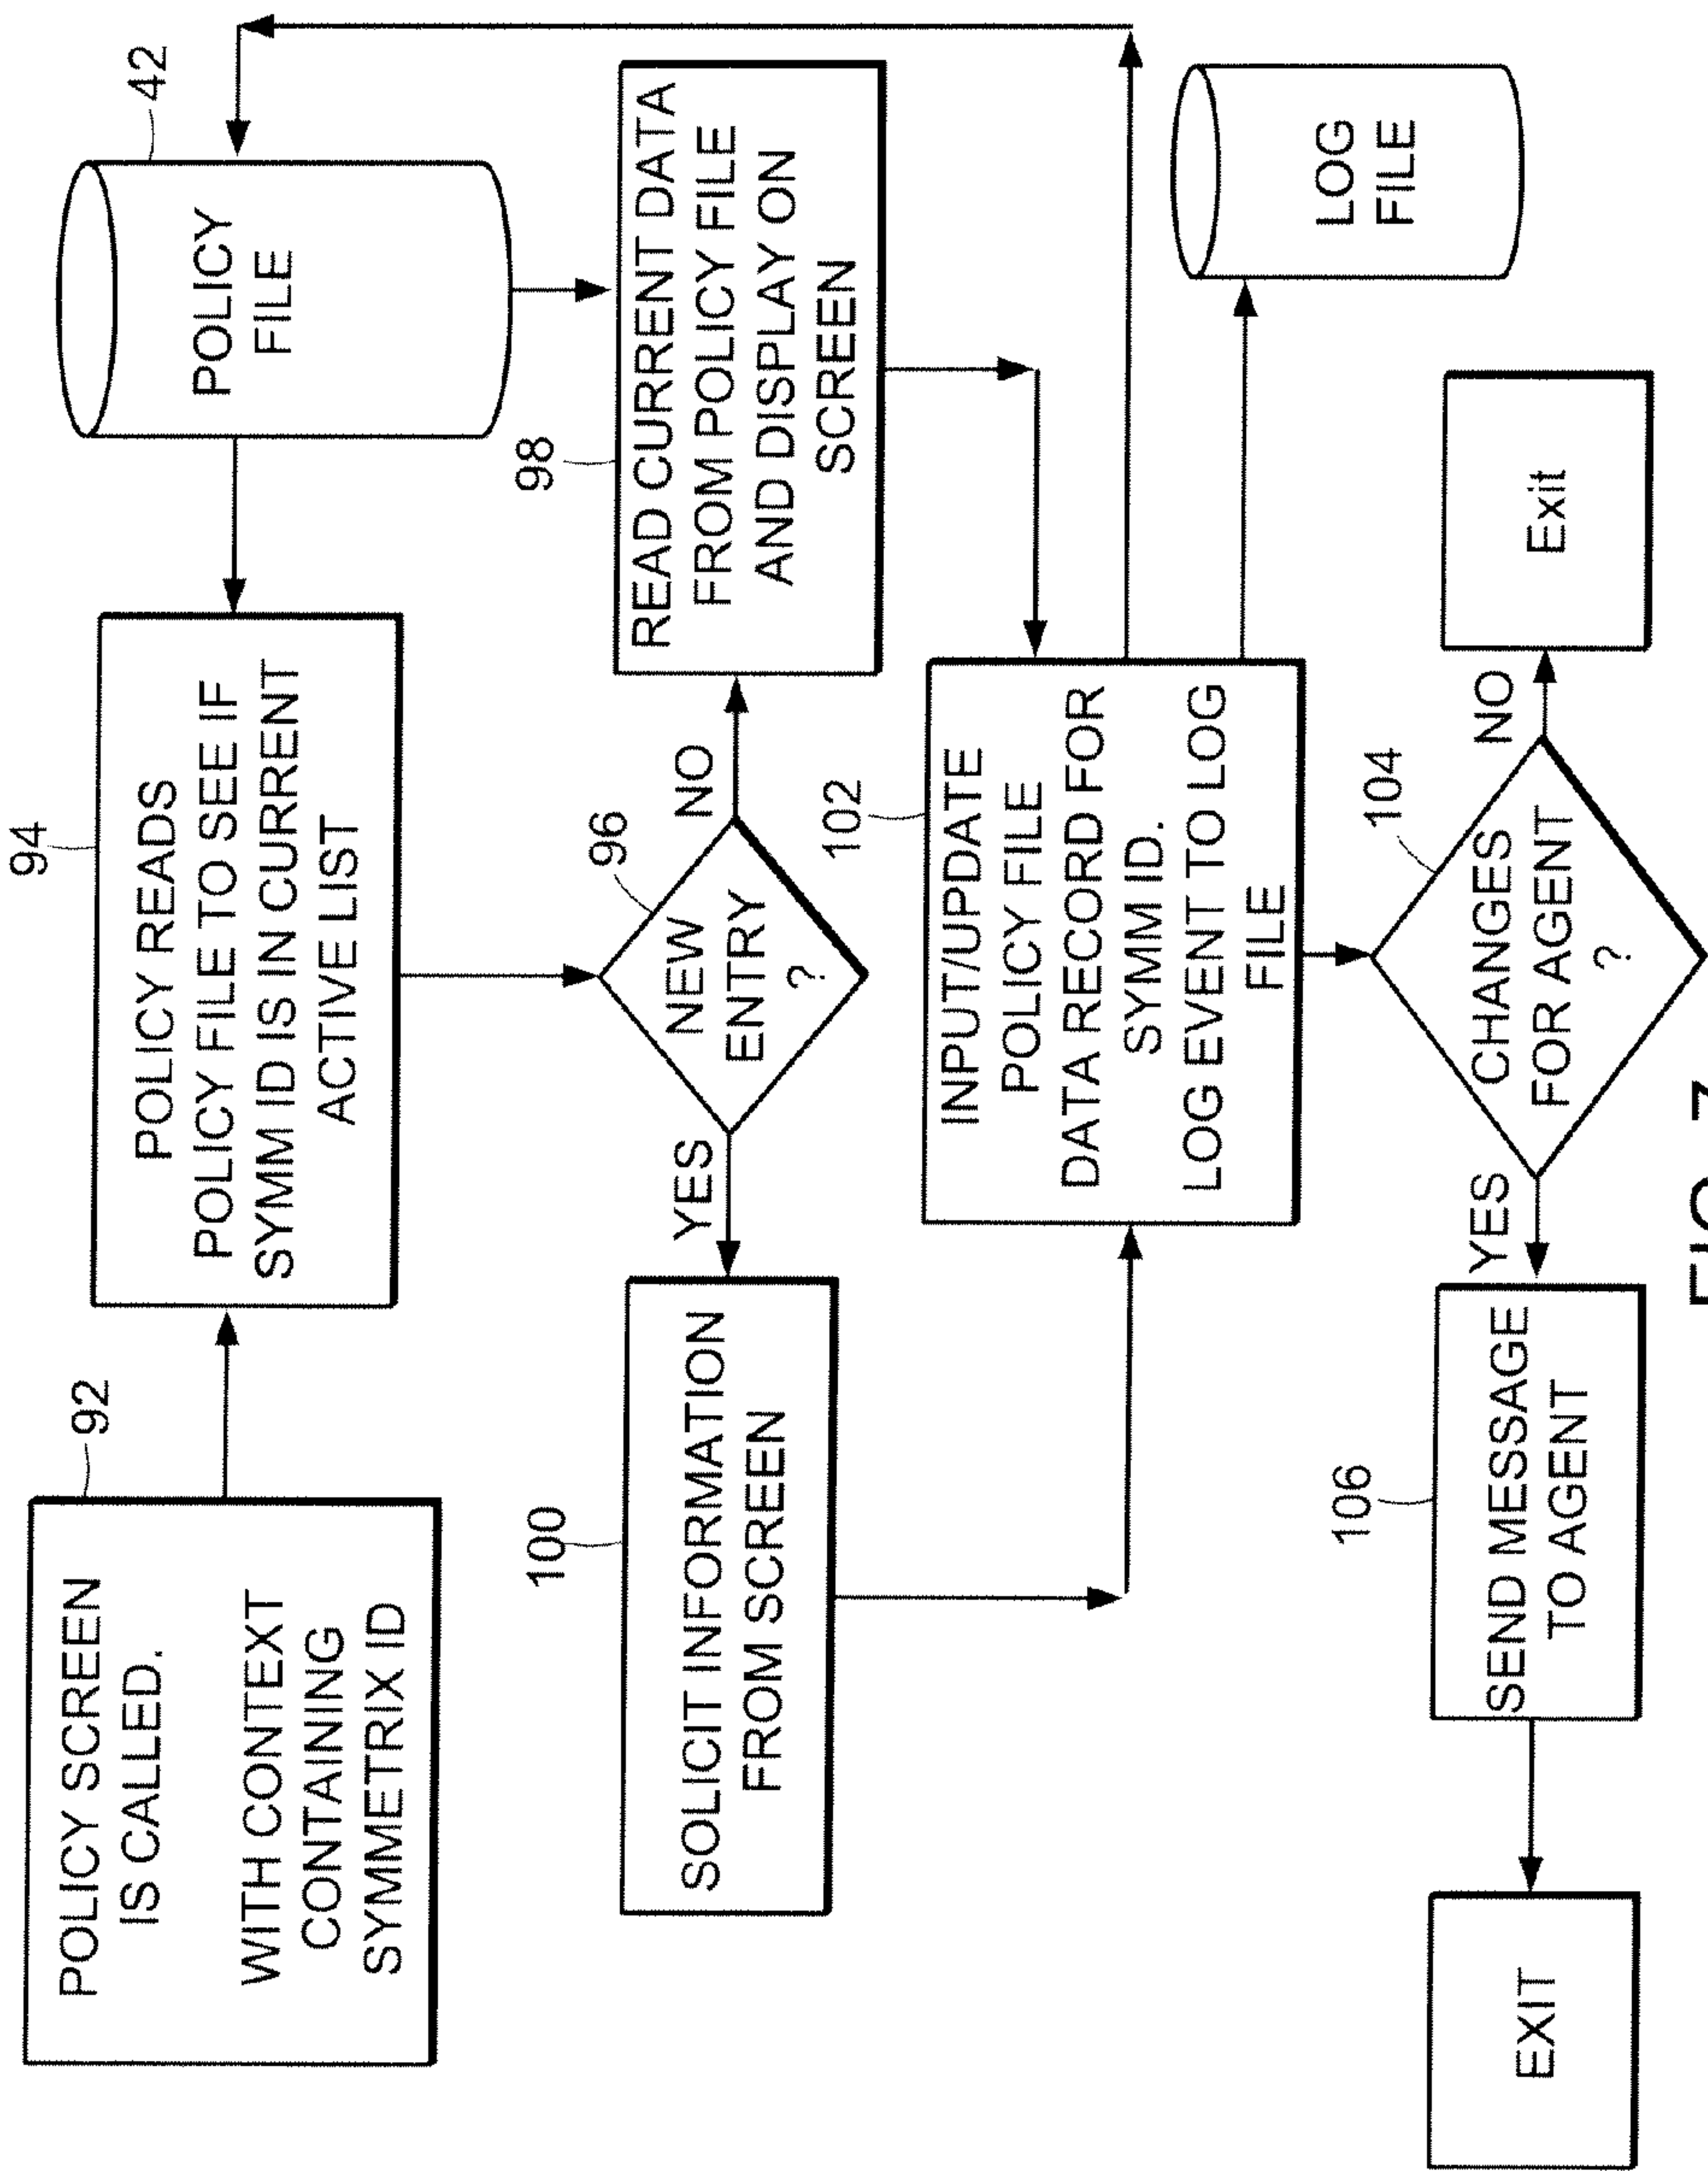 POLICY SCREEN
IS CALLED.
WITH CONTEXT
CONTAINING
SYMMETRIX ID
92
94
POLICY READS
POLICY FILE TO SEE IF
SYMM ID IS IN CURRENT
ACTIVE LIST
42
POLICY
FILE
100
SOLICIT INFORMATION
FROM SCREEN
YES
96
NEW
ENTRY
?
NO
98
READ CURRENT DATA
FROM POLICY FILE
AND DISPLAY ON
SCREEN
102
INPUT/UPDATE
POLICY FILE
DATA RECORD FOR
SYMM ID.
LOG EVENT TO LOG
FILE
LOG
FILE
EXIT
106
SEND MESSAGE
TO AGENT
YES
104
CHANGES
FOR AGENT
?
NO
Exit